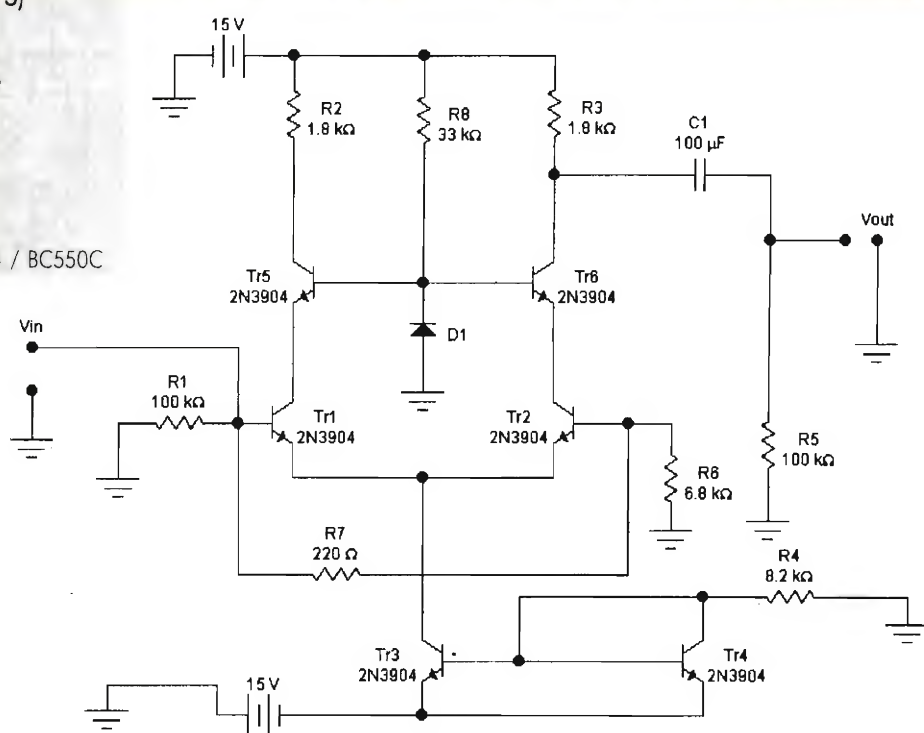 15 V
R2
1.8 kΩ
R8
33 kΩ
R3
1.8 kΩ
C1
100 µF
Vout
/ BC550C
Tr5
2N3904
Tr6
2N3904
D1
Vin
R1
100 kΩ
Tr1
2N3904
Tr2
2N3904
R6
6.8 kΩ
R5
100 kΩ
R7
220 Ω
R4
8.2 kΩ
Tr3
2N3904
Tr4
2N3904
15 V